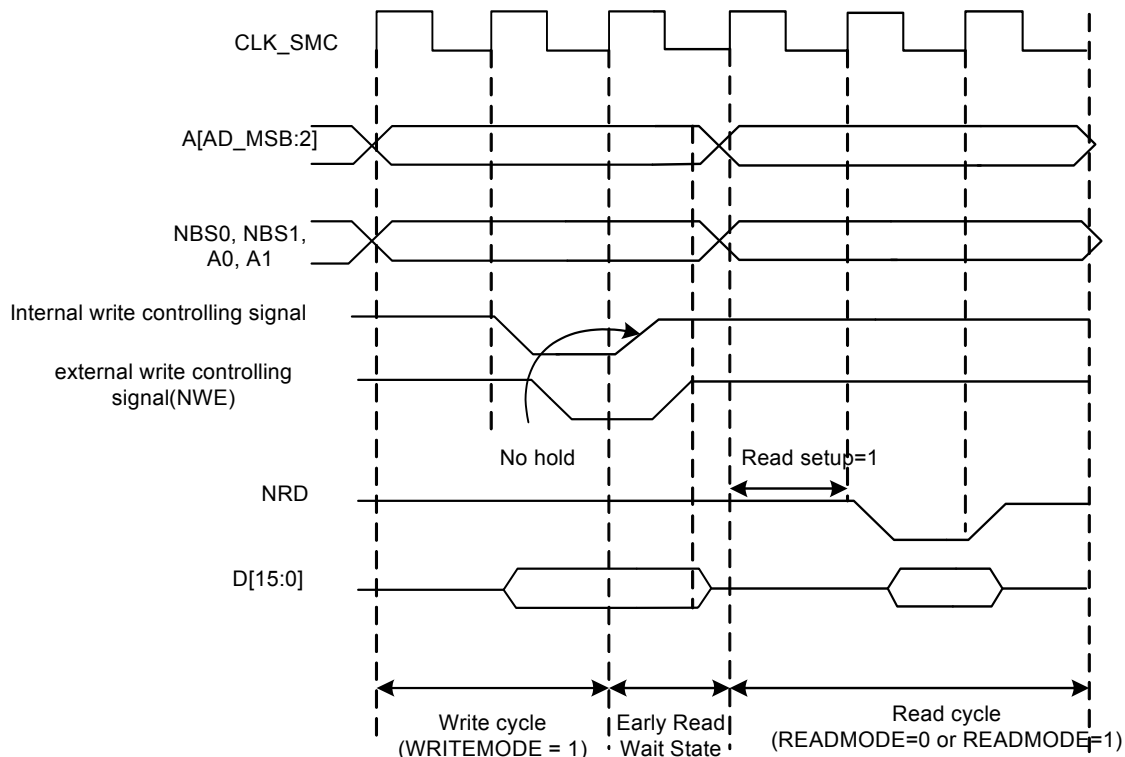 CLK_SMC
A[AD_MSB:2]
NBS0, NBS1,
A0, A1
Internal write controlling signal
external write controlling
signal(NWE)
No hold
Read setup=1
NRD
D[15:0]
Write cycle
(WRITEMODE = 1)
Early Read
Wait State
Read cycle
(READMODE=0 or READMODE=1)